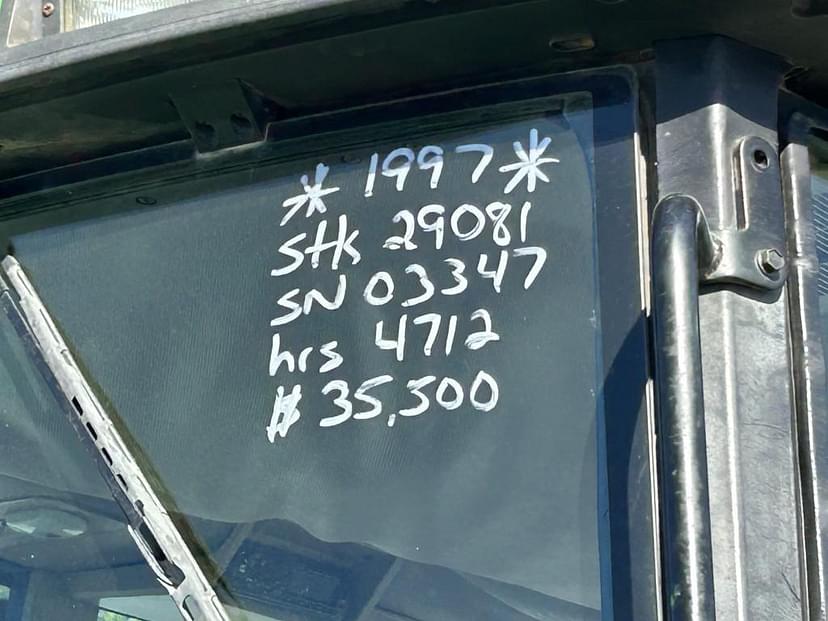 * 1997 *
Stk 29081
SN 03347
hrs 4712
$ 35,500